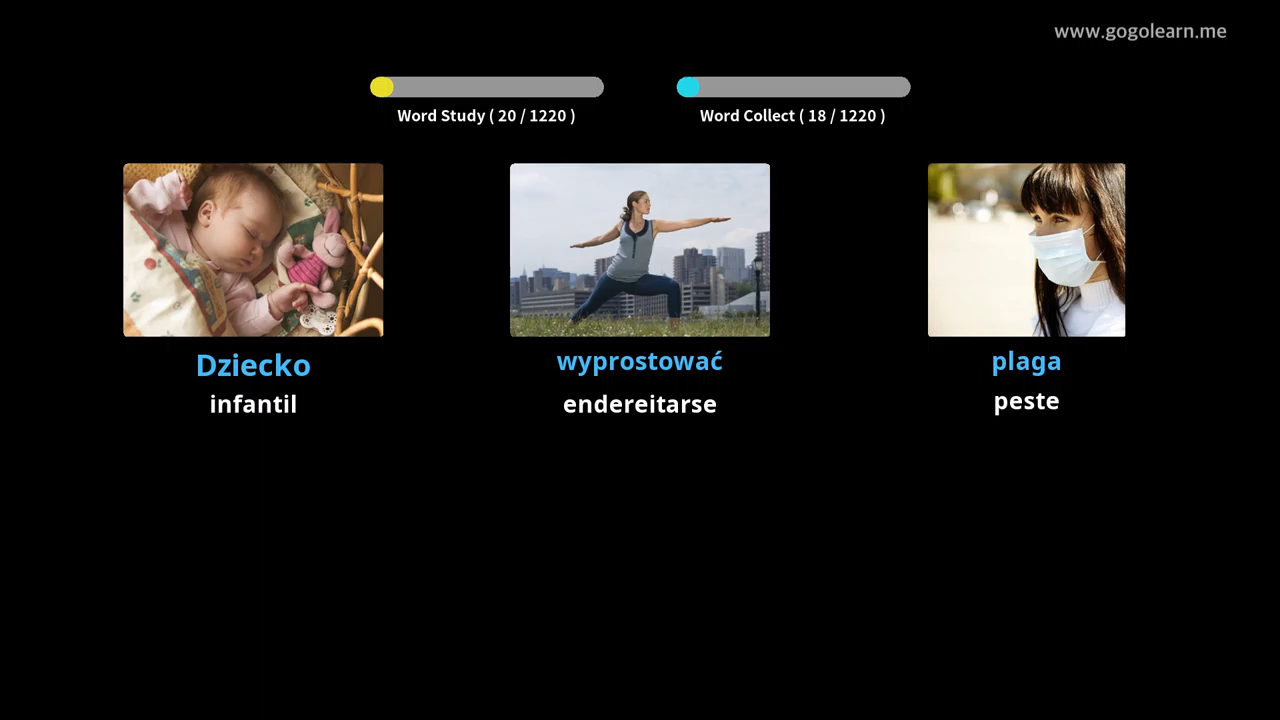 www.gogolearn.me
Word Study ( 20 / 1220 )
Word Collect ( 18 / 1220 )
Dziecko
infantil
wyprostować
endereitarse
plaga
peste